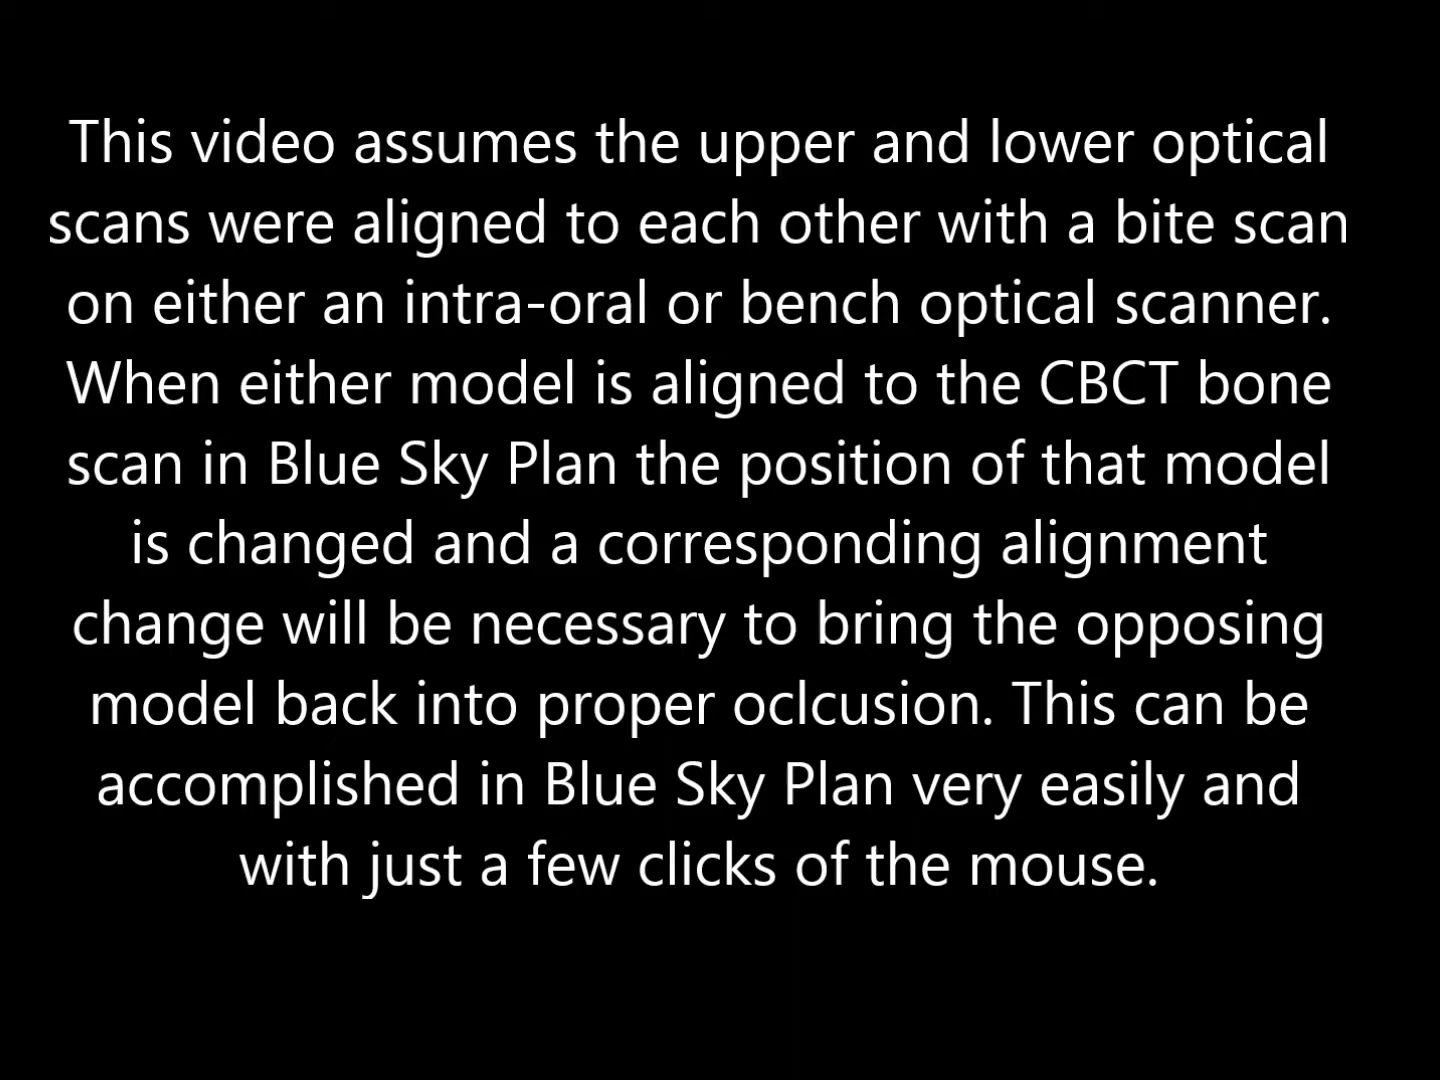 This video assumes the upper and lower optical
scans were aligned to each other with a bite scan
on either an intra-oral or bench optical scanner.
When either model is aligned to the CBCT bone
scan in Blue Sky Plan the position of that model
is changed and a corresponding alignment
change will be necessary to bring the opposing
model back into proper oclcusion. This can be
accomplished in Blue Sky Plan very easily and
with just a few clicks of the mouse.